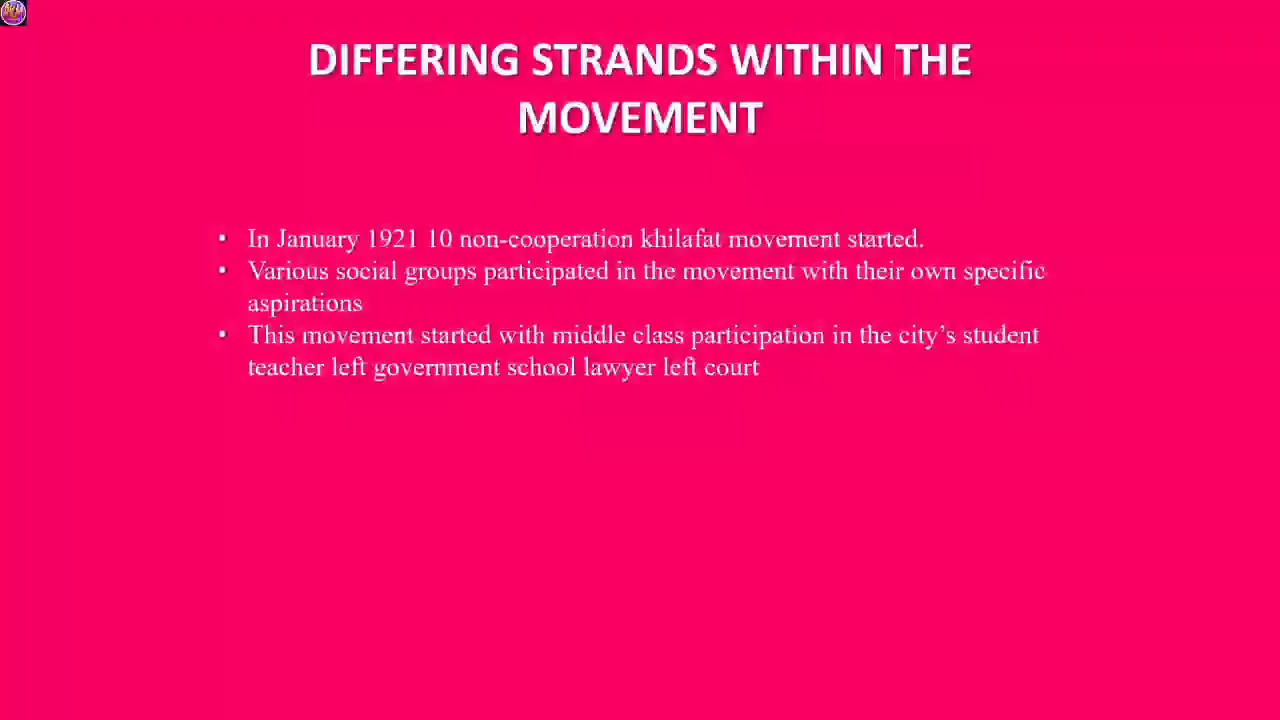 DIFFERING STRANDS WITHIN THE
MOVEMENT
• In January 1921 10 non-cooperation khilafat movement started.
• Various social groups participated in the movement with their own specific
aspirations
• This movement started with middle class participation in the city’s student
teacher left government school lawyer left court